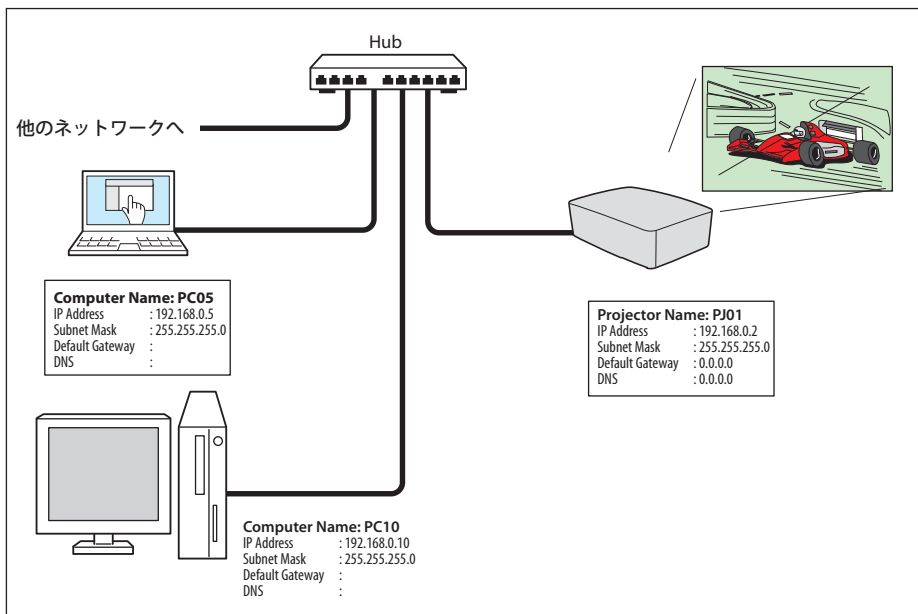 Hub
他のネットワークへ
Computer Name: PC05
IP Address : 192.168.0.5
Subnet Mask : 255.255.255.0
Default Gateway :
DNS :
Projector Name: PJ01
IP Address : 192.168.0.2
Subnet Mask : 255.255.255.0
Default Gateway : 0.0.0.0
DNS : 0.0.0.0
Computer Name: PC10
IP Address : 192.168.0.10
Subnet Mask : 255.255.255.0
Default Gateway :
DNS :